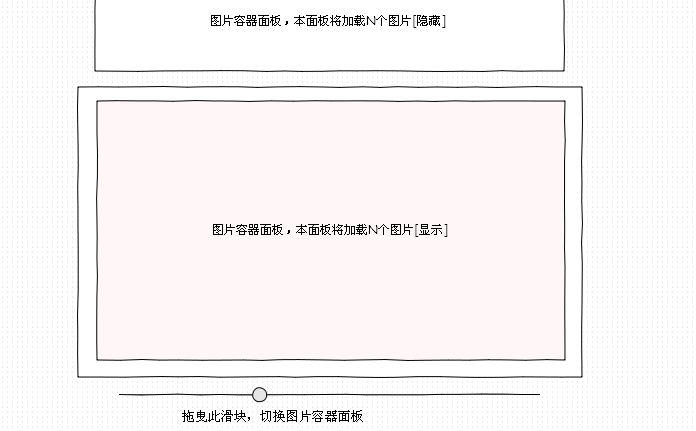 图片容器面板，本面板将加载N个图片[隐藏]
图片容器面板，本面板将加载N个图片[显示]
拖曳此滑块，切换图片容器面板